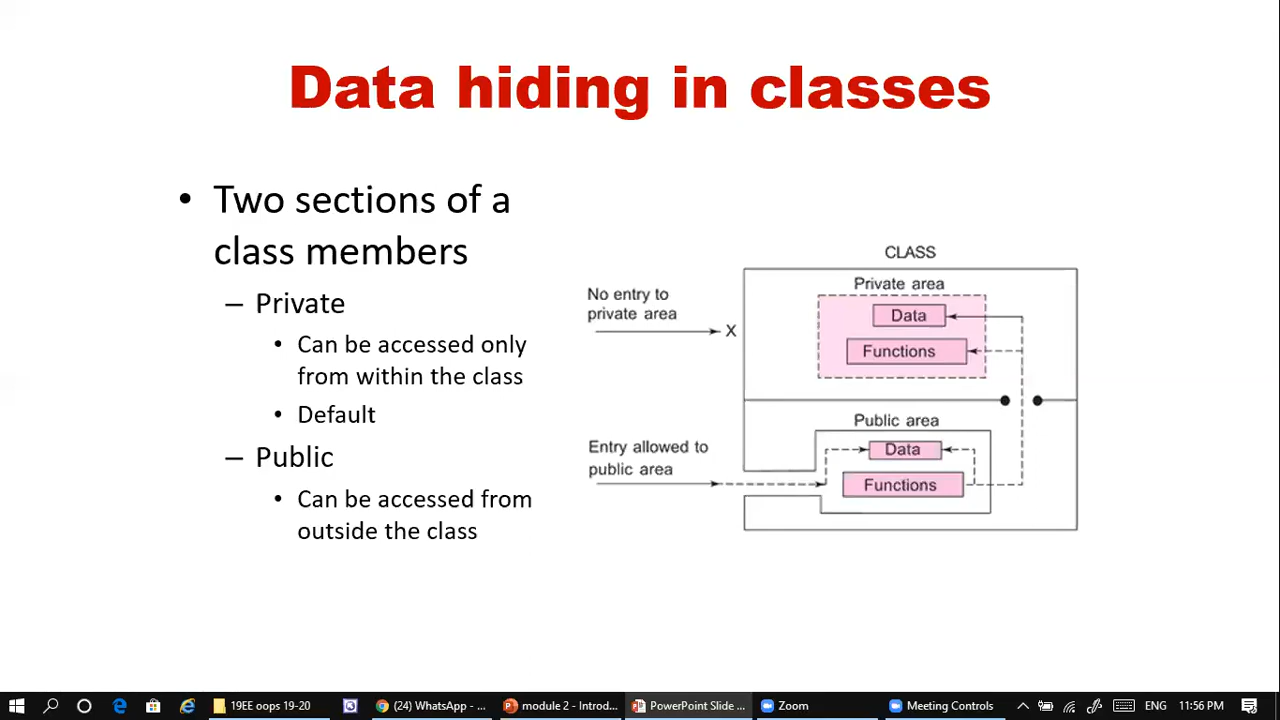 Data hiding in classes
• Two sections of a
class members
– Private
• Can be accessed only
from within the class
• Default
– Public
• Can be accessed from
outside the class
CLASS
Private area
No entry to
private area
X
Data
Functions
Public area
Entry allowed to
public area
Data
Functions
19EE oops 19-20
(24) WhatsApp - ...
module 2 - Introd...
PowerPoint Slide ...
Zoom
Meeting Controls
ENG
11:56 PM